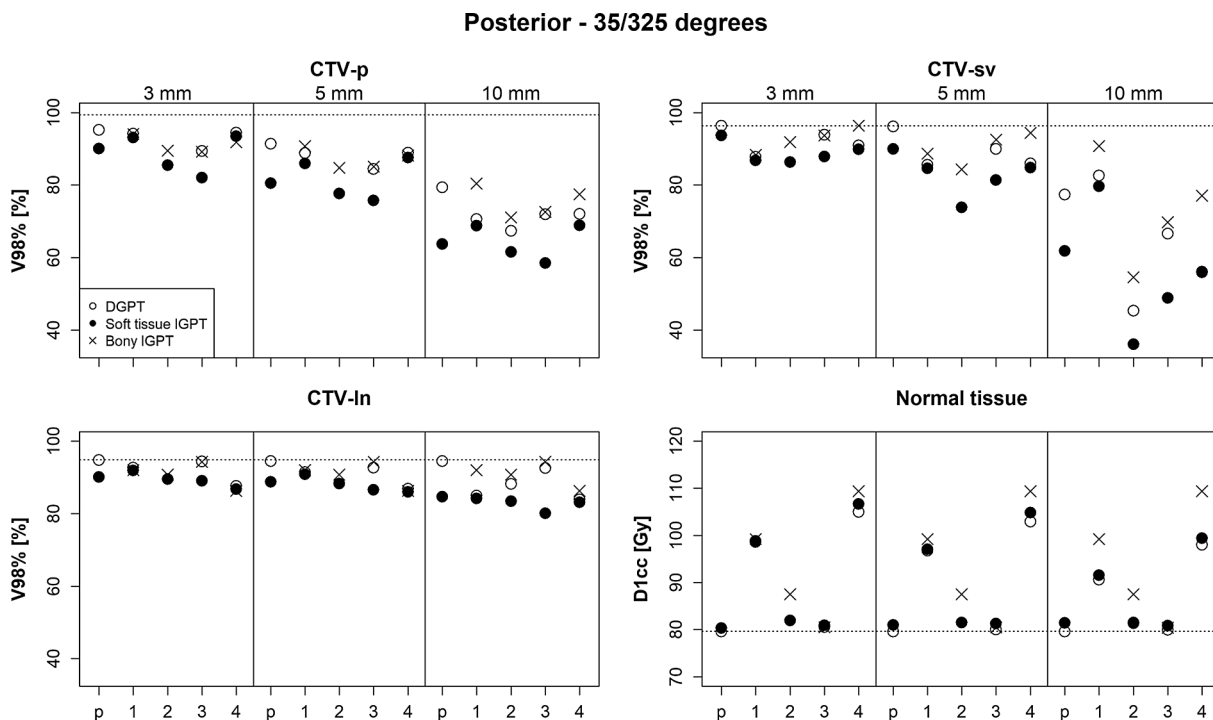 Posterior - 35/325 degrees
CTV-p
3 mm 5 mm 10 mm
V98% [%]
100
80
60
40
DGPT
Soft tissue IGPT
Bony IGPT
CTV-sv
3 mm 5 mm 10 mm
V98% [%]
100
80
60
40
CTV-ln
V98% [%]
100
80
60
40
p 1 2 3 4 p 1 2 3 4 p 1 2 3 4
Normal tissue
D1cc [Gy]
120
110
100
90
80
70
p 1 2 3 4 p 1 2 3 4 p 1 2 3 4